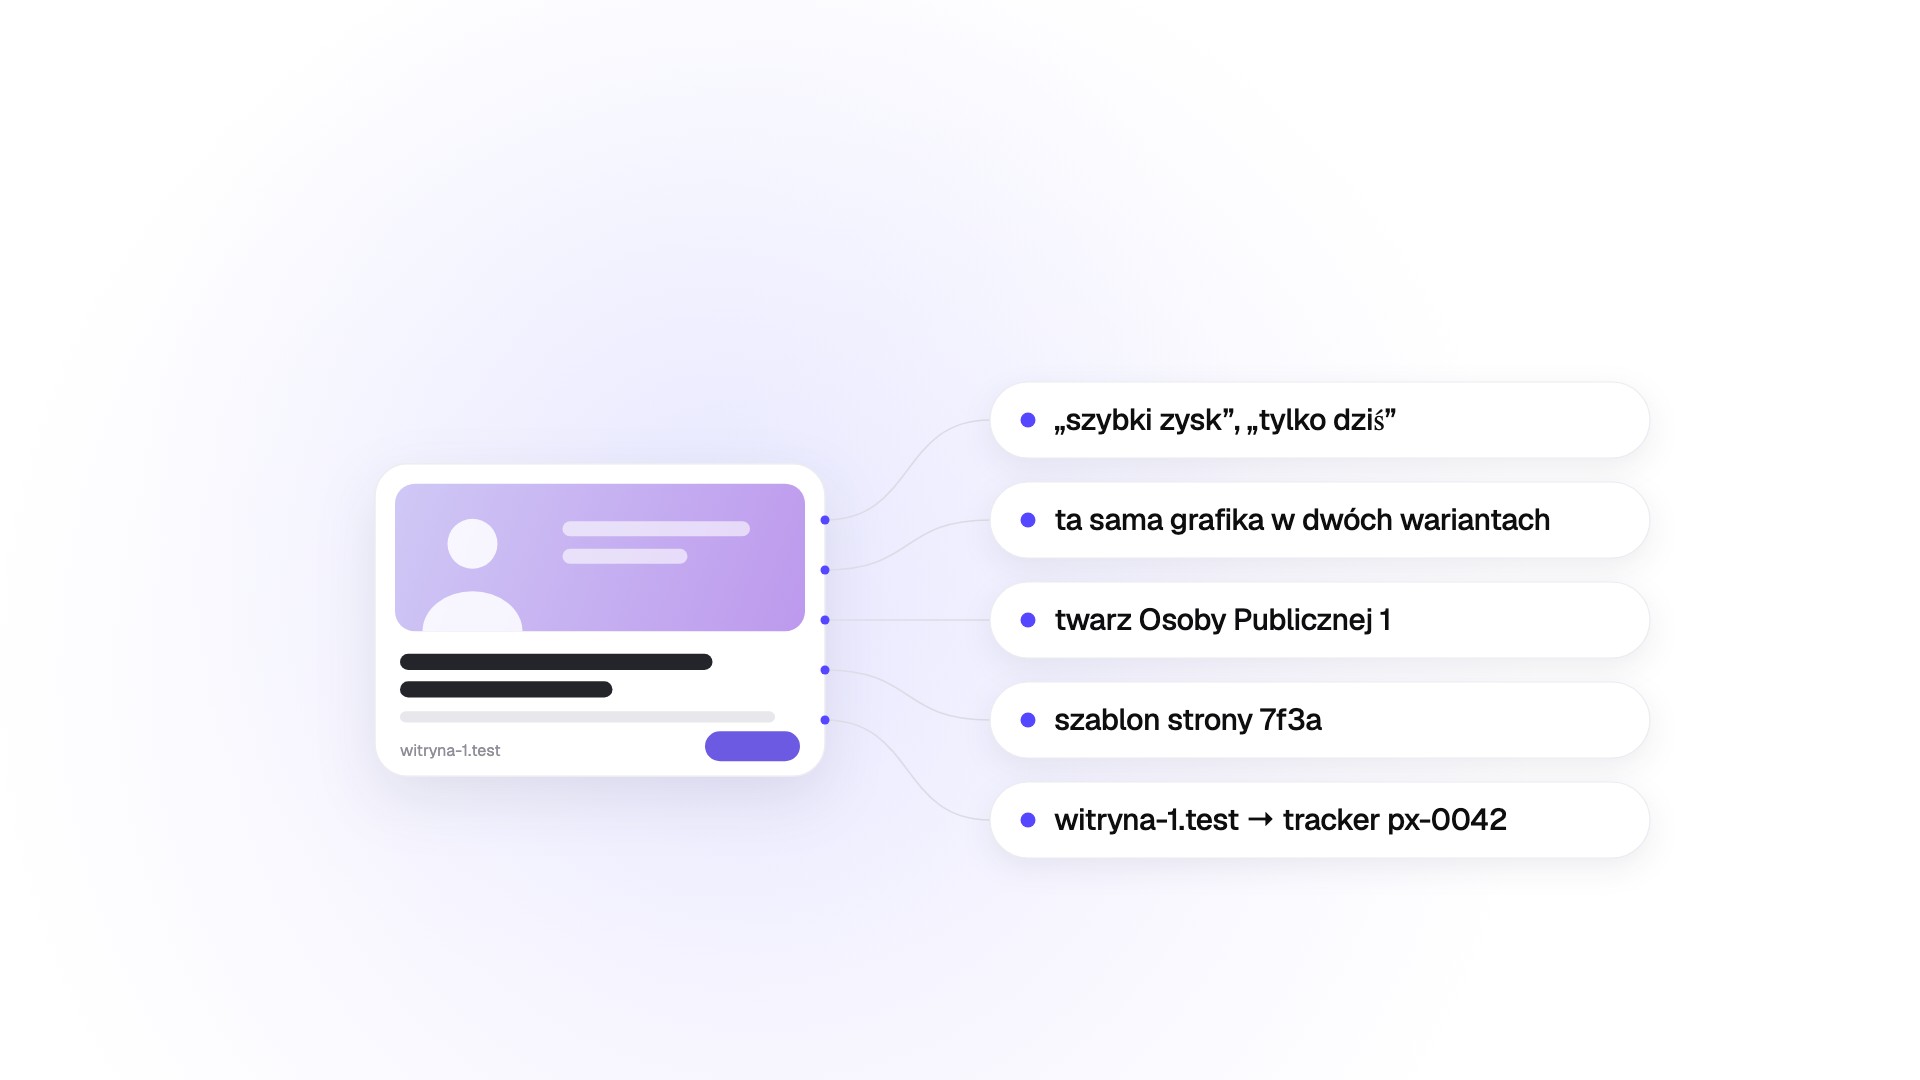 „szybki zysk”, „tylko dziś”
ta sama grafika w dwóch wariantach
twarz Osoby Publicznej 1
szablon strony 7f3a
witryna-1.test
witryna-1.test → tracker px-0042